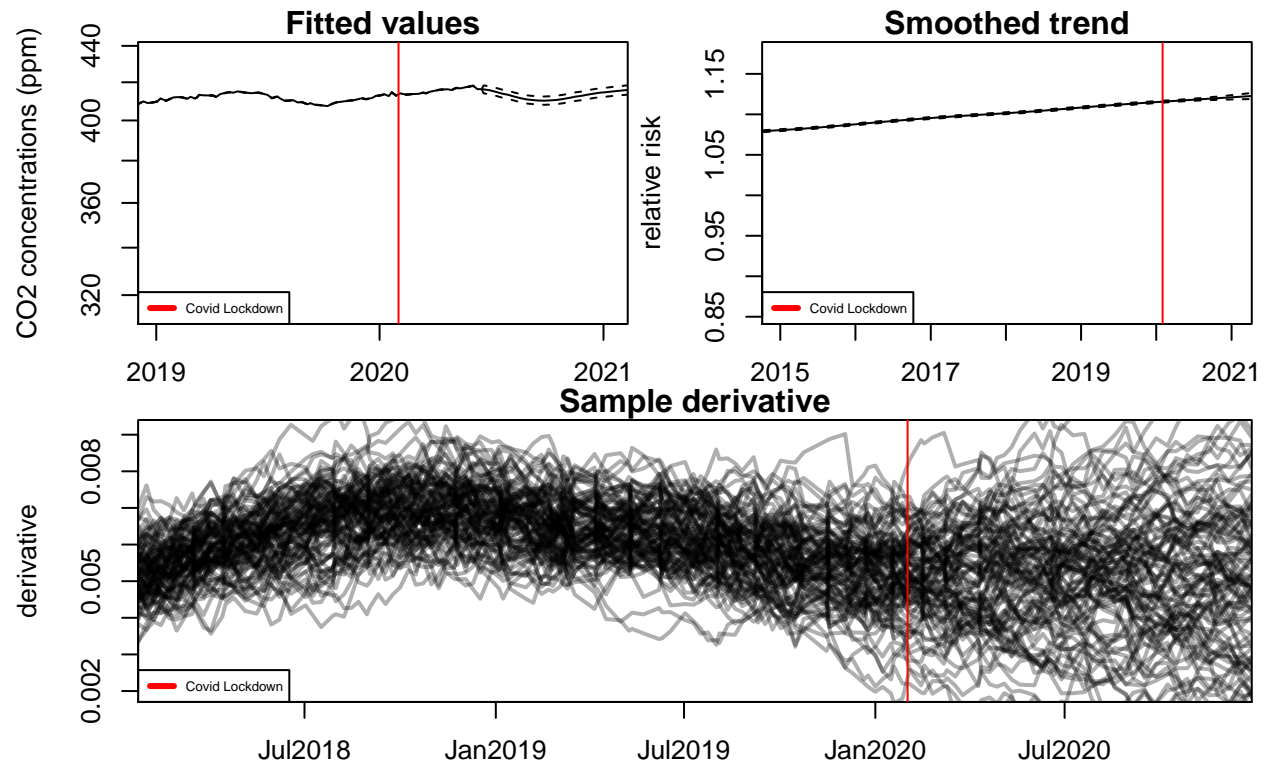 Fitted values
CO2 concentrations (ppm)
440
400
360
320
Covid Lockdown
2019 2020 2021
Smoothed trend
relative risk
1.15
1.05
0.95
0.85
Covid Lockdown
2015 2017 2019 2021
Sample derivative
derivative
0.008
0.005
0.002
Covid Lockdown
Jul2018 Jan2019 Jul2019 Jan2020 Jul2020